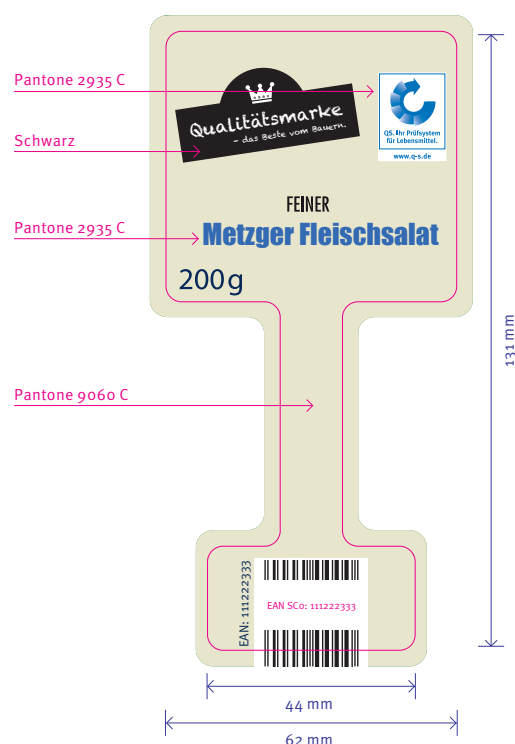 Pantone 2935 C
Schwarz
Pantone 2935 C
Pantone 9060 C
Qualitätsmarke
- das Beste vom Bauern.
QS. Ihr Prüfsystem
für Lebensmittel.
www.q-s.de
FEINER
Metzger Fleischsalat
200g
131 mm
EAN: 111222333
EAN SC0: 111222333
44 mm
62 mm